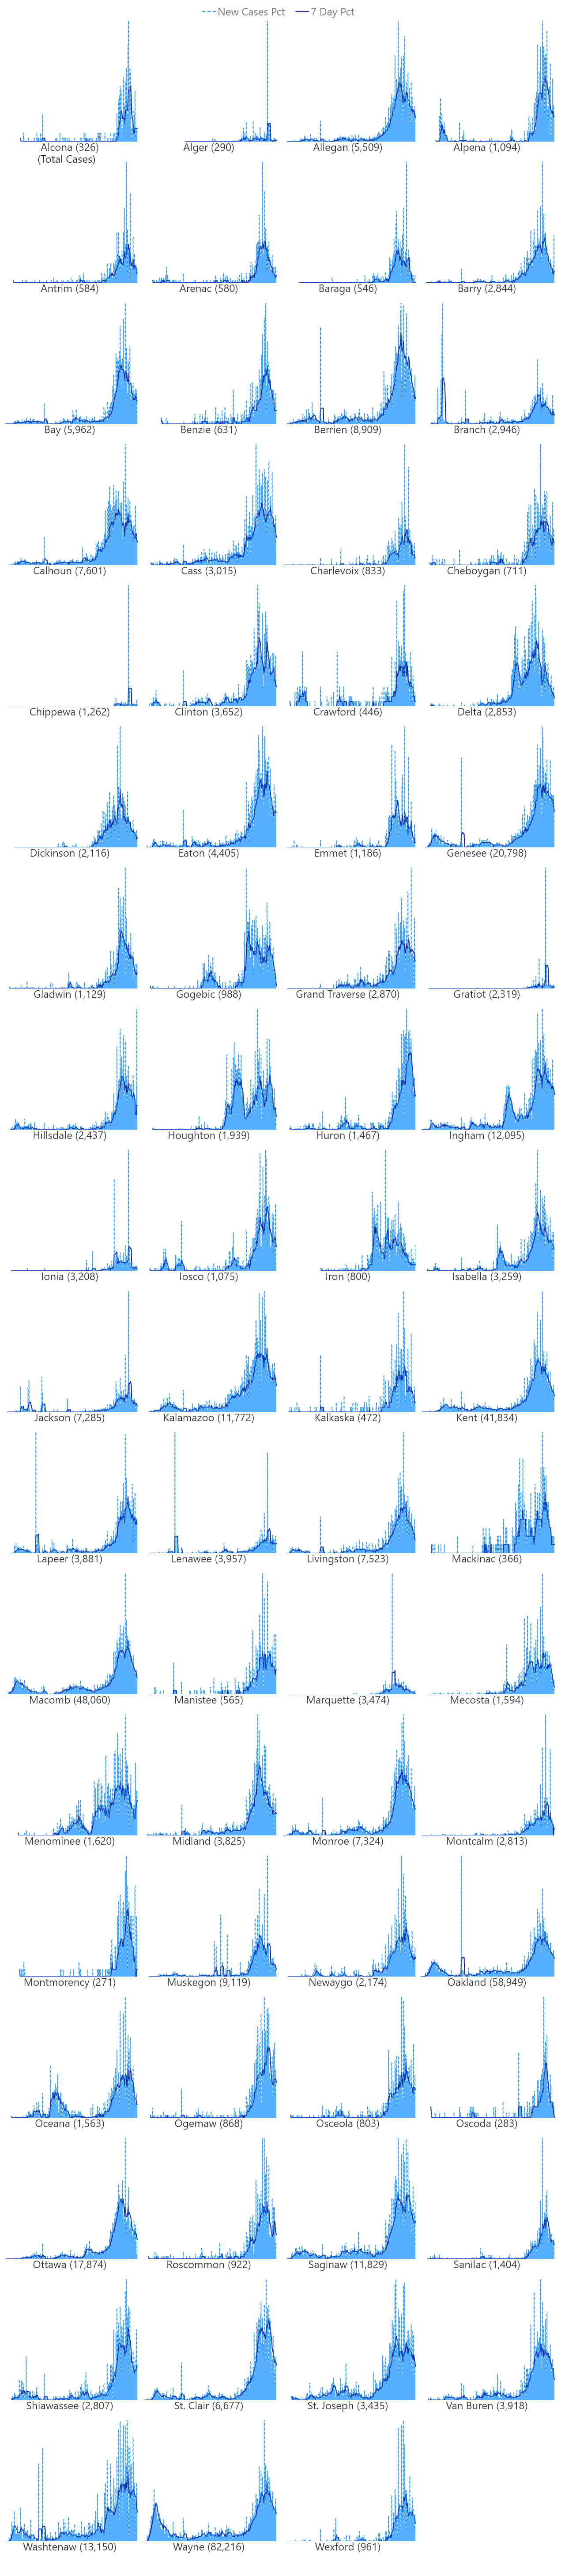 New Cases Pct 7 Day Pct
Alcona (326) Alger (290) Allegan (5,509) Alpena (1,094)
(Total Cases)
Antrim (584) Arenac (580) Baraga (546) Barry (2,844)
Bay (5,962) Benzie (631) Berrien (8,909) Branch (2,946)
Calhoun (7,601) Cass (3,015) Charlevoix (833) Cheboygan (711)
Chippewa (1,262) Clinton (3,652) Crawford (446) Delta (2,853)
Dickinson (2,116) Eaton (4,405) Emmet (1,186) Genesee (20,798)
Gladwin (1,129) Gogebic (988) Grand Traverse (2,870) Gratiot (2,319)
Hillsdale (2,437) Houghton (1,939) Huron (1,467) Ingham (12,095)
Ionia (3,208) Iosco (1,075) Iron (800) Isabella (3,259)
Jackson (7,285) Kalamazoo (11,772) Kalkaska (472) Kent (41,834)
Lapeer (3,881) Lenawee (3,957) Livingston (7,523) Mackinac (366)
Macomb (48,060) Manistee (565) Marquette (3,474) Mecosta (1,594)
Menominee (1,620) Midland (3,825) Monroe (7,324) Montcalm (2,813)
Montmorency (271) Muskegon (9,119) Newaygo (2,174) Oakland (58,949)
Oceana (1,563) Ogemaw (868) Osceola (803) Oscoda (283)
Ottawa (17,874) Roscommon (922) Saginaw (11,829) Sanilac (1,404)
Shiawassee (2,807) St. Clair (6,677) St. Joseph (3,435) Van Buren (3,918)
Washtenaw (13,150) Wayne (82,216) Wexford (961)